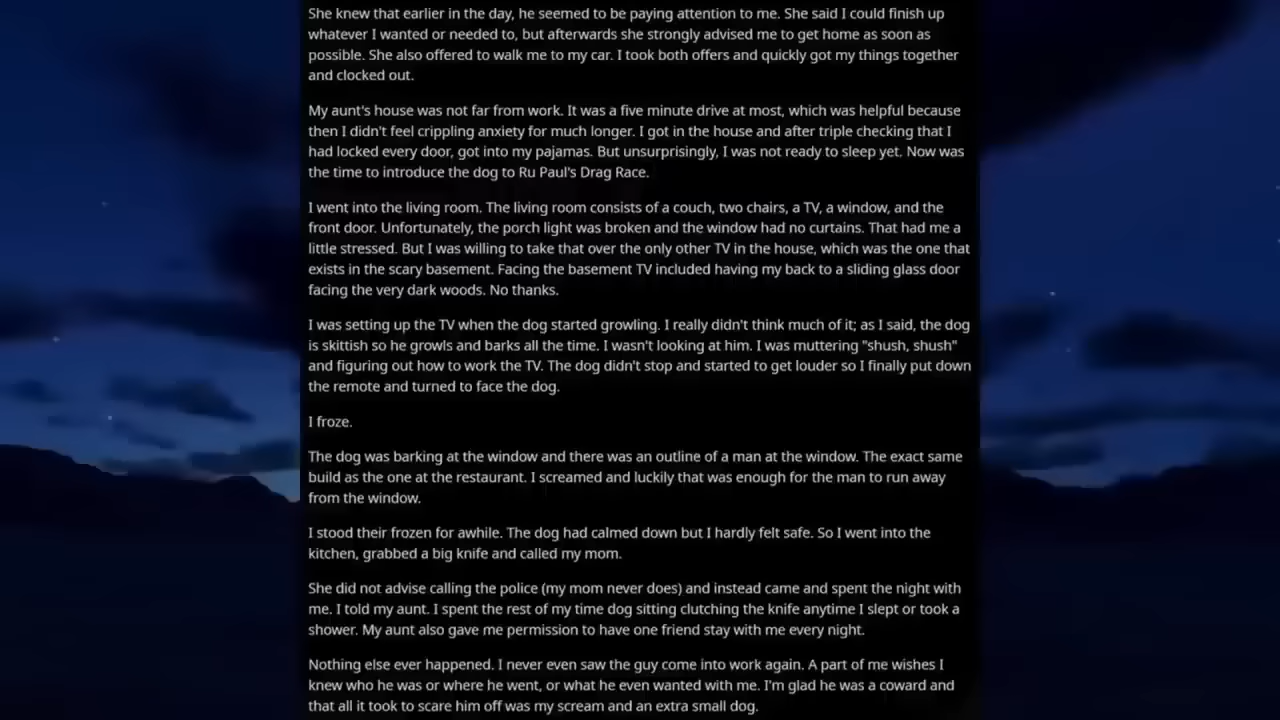 She knew that earlier in the day, he seemed to be paying attention to me. She said I could finish up
whatever I wanted or needed to, but afterwards she strongly advised me to get home as soon as
possible. She also offered to walk me to my car. I took both offers and quickly got my things together
and clocked out.
My aunt's house was not far from work. It was a five minute drive at most, which was helpful because
then I didn't feel crippling anxiety for much longer. I got in the house and after triple checking that I
had locked every door, got into my pajamas. But unsurprisingly, I was not ready to sleep yet. Now was
the time to introduce the dog to Ru Paul's Drag Race.
I went into the living room. The living room consists of a couch, two chairs, a TV, a window, and the
front door. Unfortunately, the porch light was broken and the window had no curtains. That had me a
little stressed. But I was willing to take that over the only other TV in the house, which was the one that
exists in the scary basement. Facing the basement TV included having my back to a sliding glass door
facing the very dark woods. No thanks.
I was setting up the TV when the dog started growling. I really didn't think much of it; as I said, the dog
is skittish so he growls and barks all the time. I wasn't looking at him. I was muttering "shush, shush"
and figuring out how to work the TV. The dog didn't stop and started to get louder so I finally put down
the remote and turned to face the dog.
I froze.
The dog was barking at the window and there was an outline of a man at the window. The exact same
build as the one at the restaurant. I screamed and luckily that was enough for the man to run away
from the window.
I stood their frozen for awhile. The dog had calmed down but I hardly felt safe. So I went into the
kitchen, grabbed a big knife and called my mom.
She did not advise calling the police (my mom never does) and instead came and spent the night with
me. I told my aunt. I spent the rest of my time dog sitting clutching the knife anytime I slept or took a
shower. My aunt also gave me permission to have one friend stay with me every night.
Nothing else ever happened. I never even saw the guy come into work again. A part of me wishes I
knew who he was or where he went, or what he even wanted with me. I'm glad he was a coward and
that all it took to scare him off was my scream and an extra small dog.